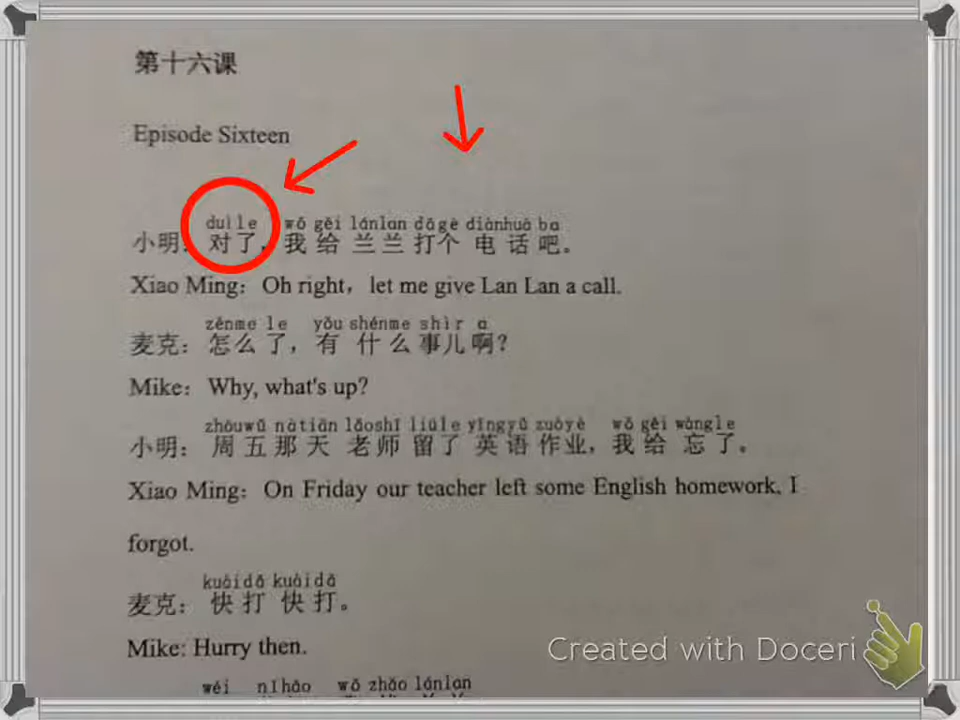 第十六课
Episode Sixteen
duì le wǒ gěi lánlan dǎgè diànhuà ba
小明：对了，我给兰兰打个电话吧。
Xiao Ming：Oh right，let me give Lan Lan a call.
zěnme le yǒu shénme shìr a
麦克：怎么了，有什么事儿啊？
Mike：Why, what's up?
zhōuwǔ nàtiān lǎoshī liúle yīngyǔ zuòyè wǒ gěi wàngle
小明：周五那天老师留了英语作业，我给忘了。
Xiao Ming：On Friday our teacher left some English homework, I
forgot.
kuàidǎ kuàidǎ
麦克：快打快打。
Mike: Hurry then.
wéi nǐhǎo wǒ zhǎo lánlan
Created with Doceri